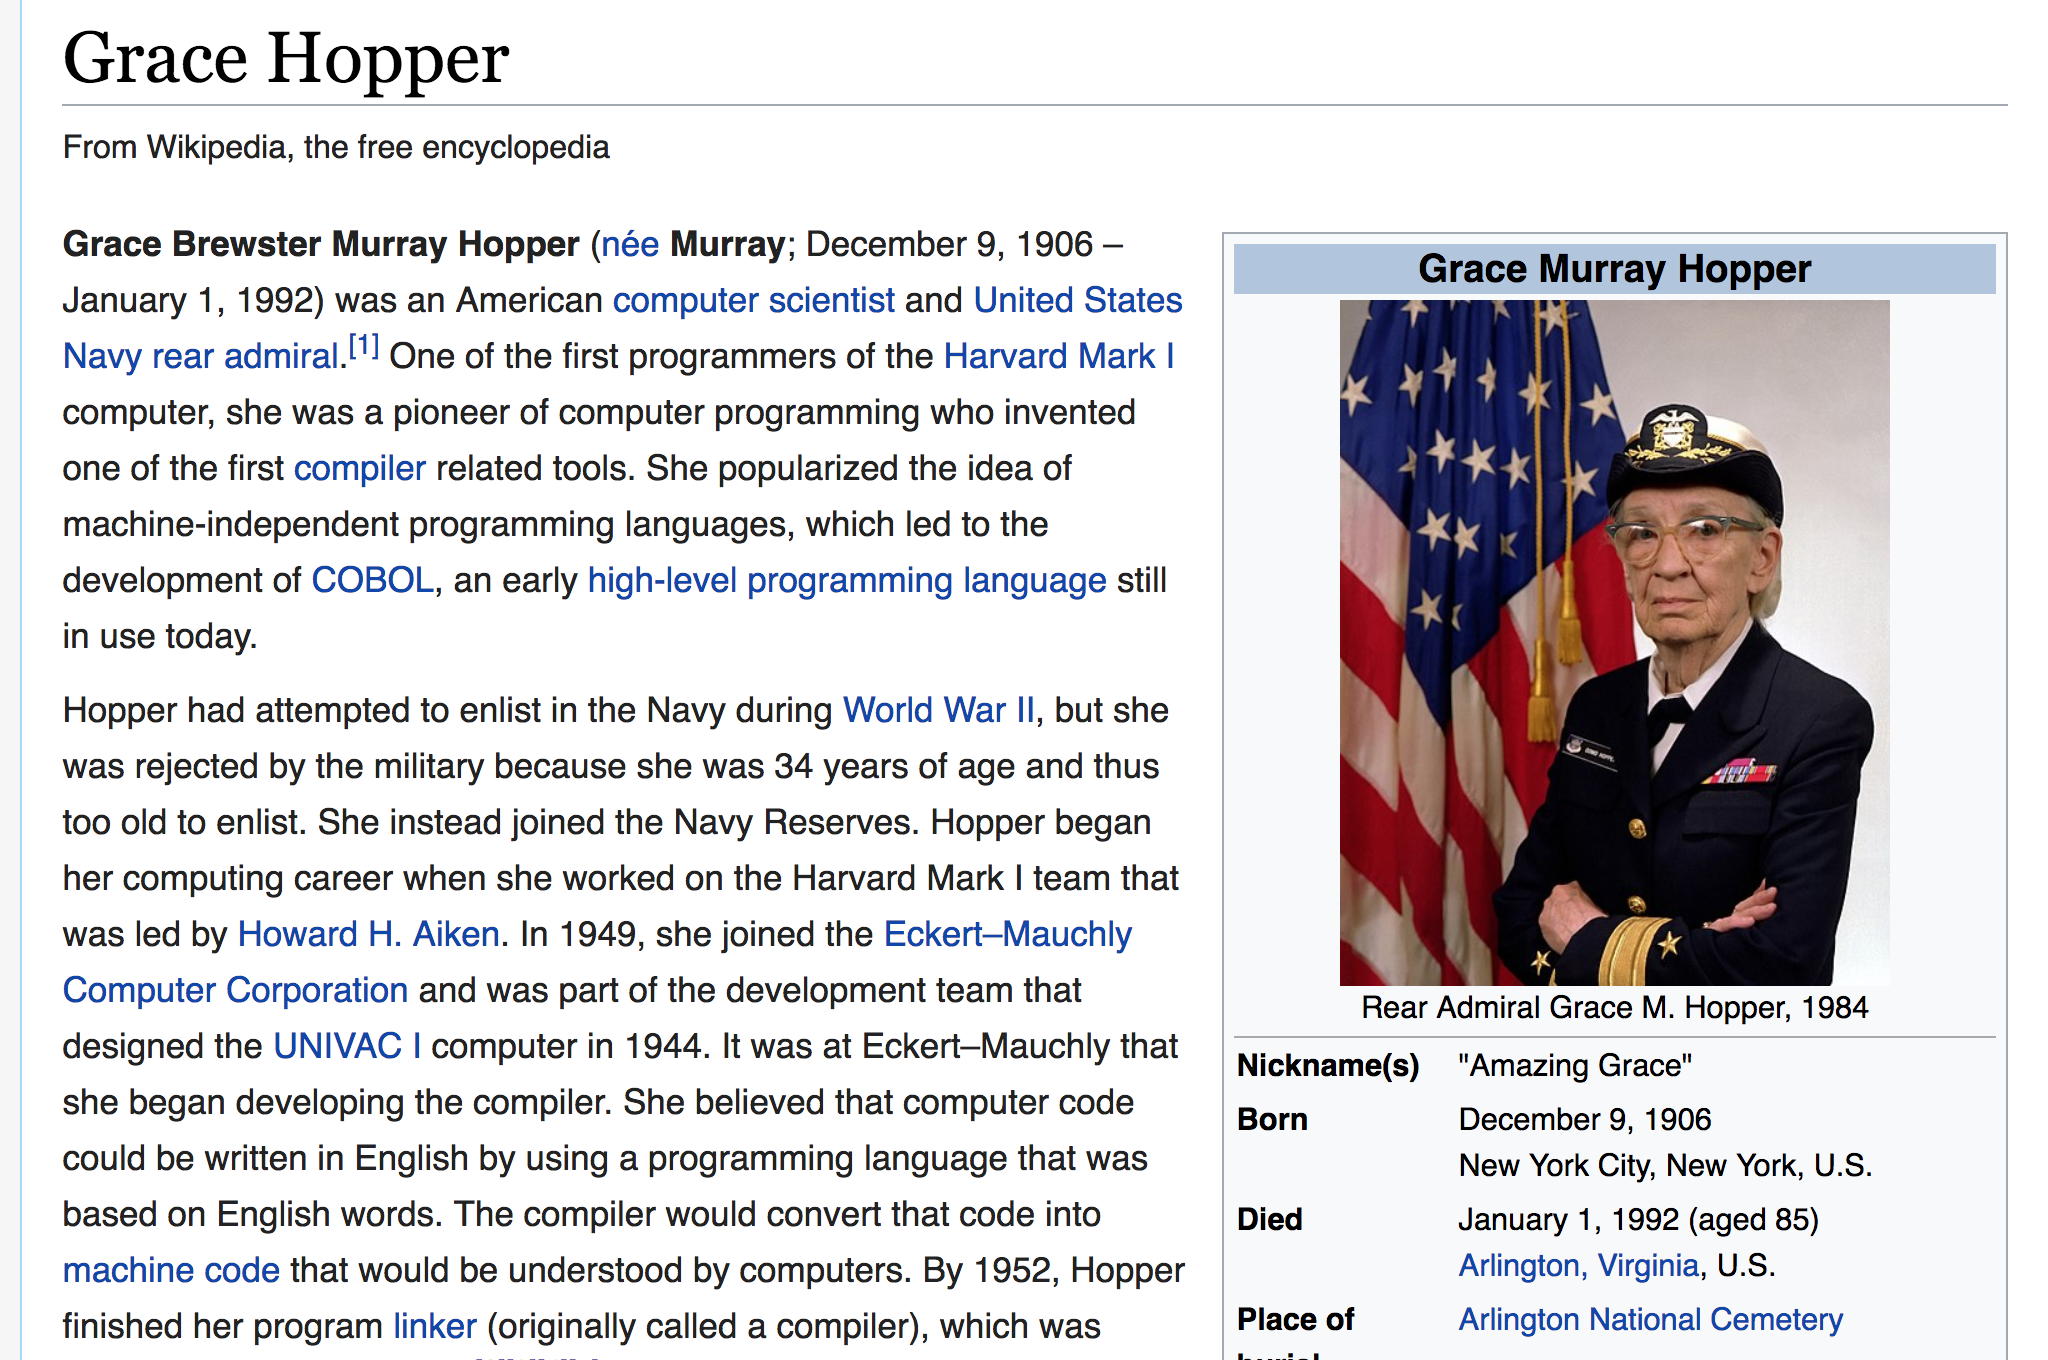 Grace Hopper
From Wikipedia, the free encyclopedia
Grace Brewster Murray Hopper (née Murray; December 9, 1906 –
January 1, 1992) was an American computer scientist and United States
Navy rear admiral.[1] One of the first programmers of the Harvard Mark I
computer, she was a pioneer of computer programming who invented
one of the first compiler related tools. She popularized the idea of
machine-independent programming languages, which led to the
development of COBOL, an early high-level programming language still
in use today.
Hopper had attempted to enlist in the Navy during World War II, but she
was rejected by the military because she was 34 years of age and thus
too old to enlist. She instead joined the Navy Reserves. Hopper began
her computing career when she worked on the Harvard Mark I team that
was led by Howard H. Aiken. In 1949, she joined the Eckert–Mauchly
Computer Corporation and was part of the development team that
designed the UNIVAC I computer in 1944. It was at Eckert–Mauchly that
she began developing the compiler. She believed that computer code
could be written in English by using a programming language that was
based on English words. The compiler would convert that code into
machine code that would be understood by computers. By 1952, Hopper
finished her program linker (originally called a compiler), which was
Grace Murray Hopper
Rear Admiral Grace M. Hopper, 1984
Nickname(s) "Amazing Grace"
Born December 9, 1906
New York City, New York, U.S.
Died January 1, 1992 (aged 85)
Arlington, Virginia, U.S.
Place of Arlington National Cemetery